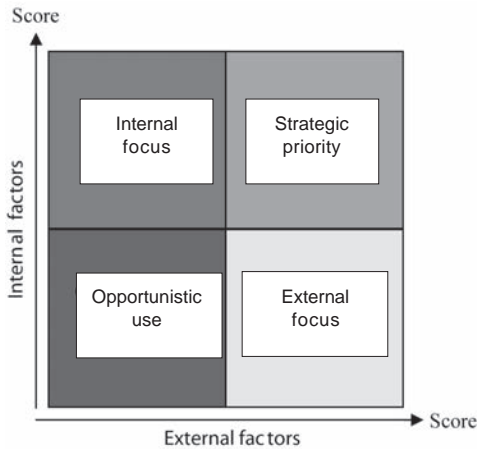 Score
Internal
focus
Strategic
priority
Internal factors
Opportunistic
use
External
focus
Score
External factors